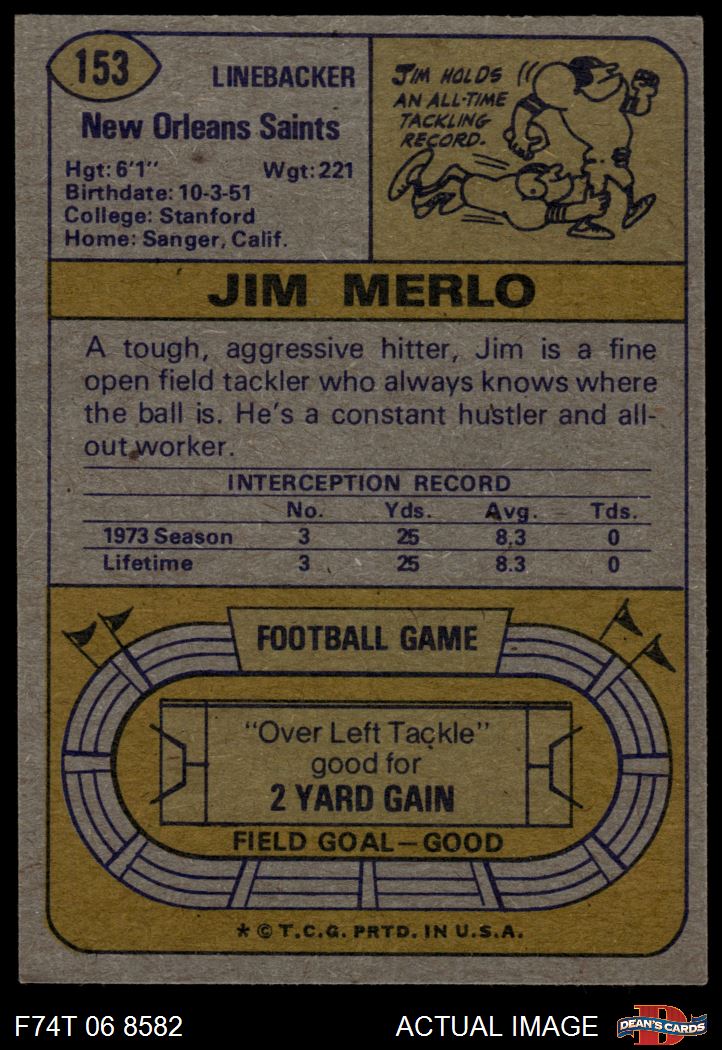 153
LINEBACKER
New Orleans Saints
Hgt: 6'1" Wgt: 221
Birthdate: 10-3-51
College: Stanford
Home: Sanger, Calif.
JIM HOLDS
AN ALL-TIME
TACKLING
RECORD.
JIM MERLO
A tough, aggressive hitter, Jim is a fine
open field tackler who always knows where
the ball is. He's a constant hustler and all-
out worker.
INTERCEPTION RECORD
No. Yds. Avg. Tds.
1973 Season 3 25 8.3 0
Lifetime 3 25 8.3 0
FOOTBALL GAME
"Over Left Tackle"
good for
2 YARD GAIN
FIELD GOAL—GOOD
* © T.C.G. PRTD. IN U.S.A.
F74T 06 8582 ACTUAL IMAGE
D
DEAN'S CARDS